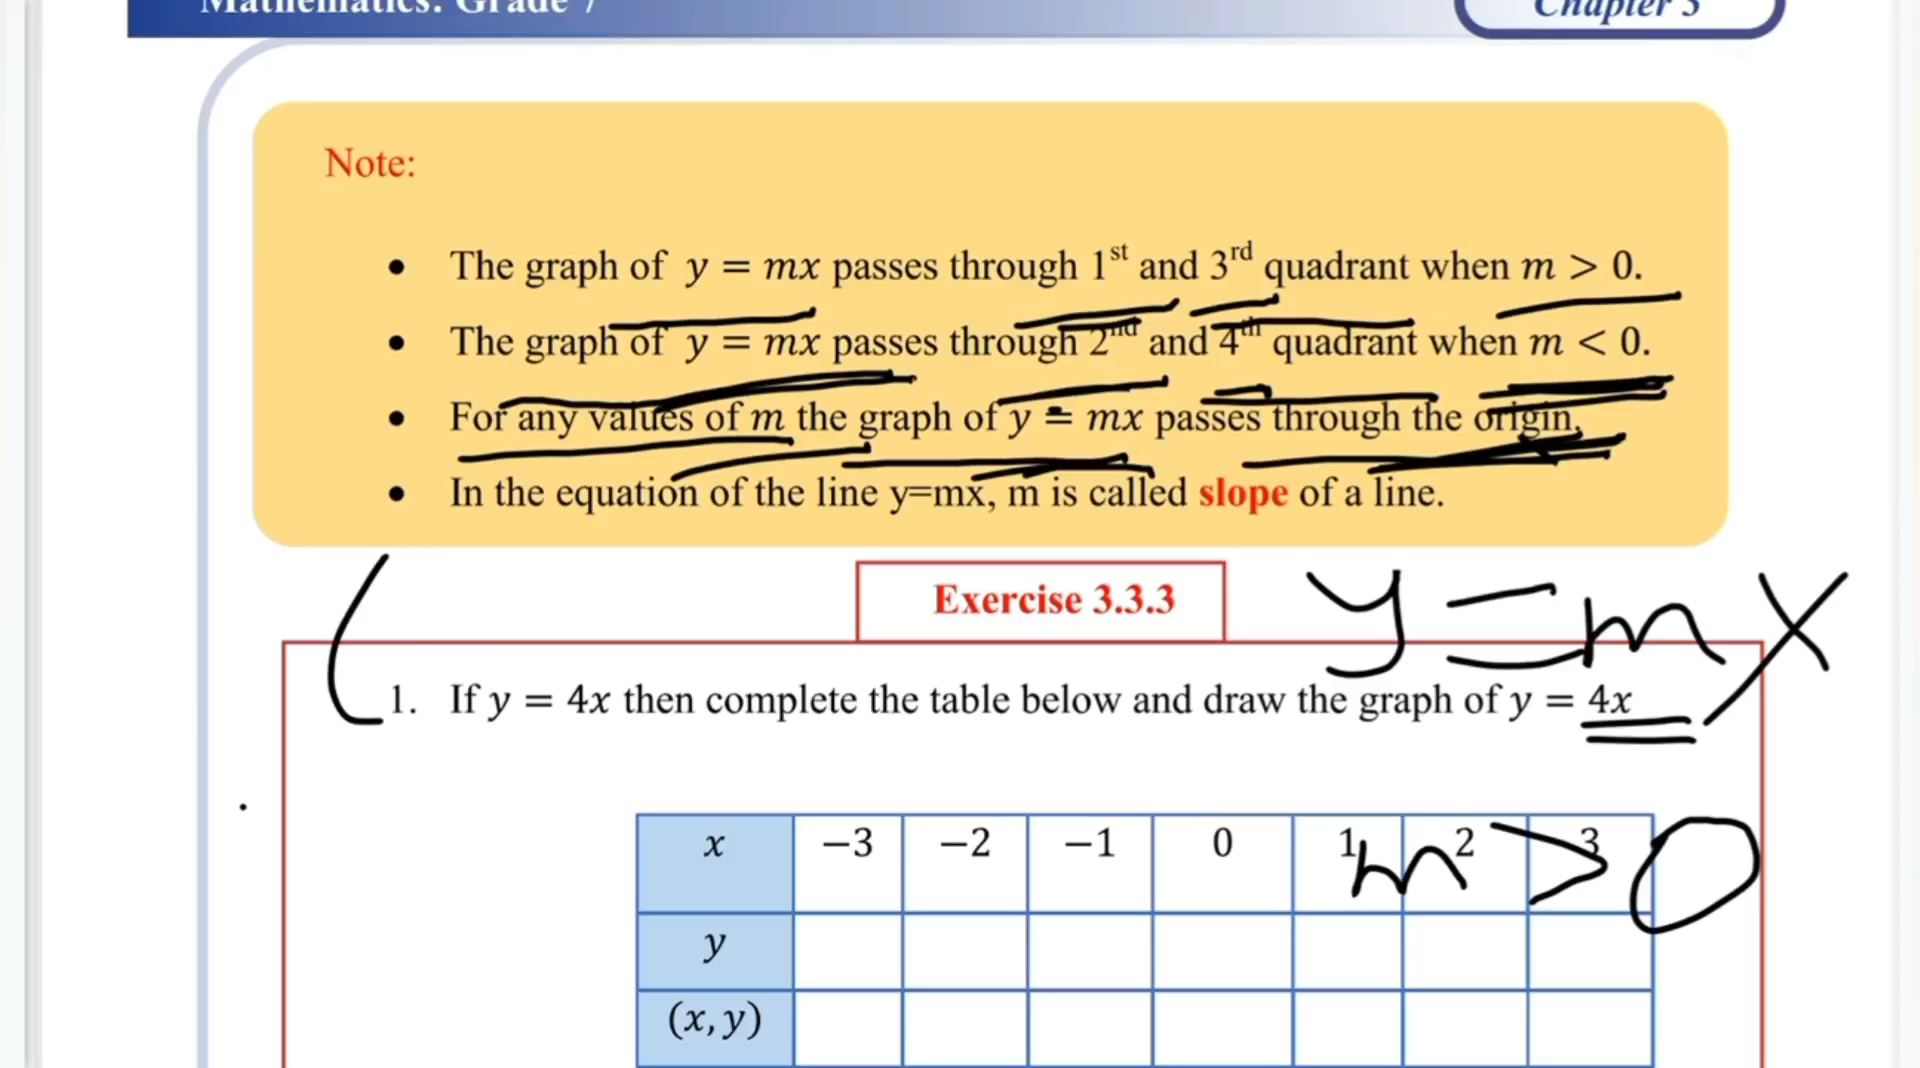 Mathematics: Grade 7
Chapter 3
Note:
• The graph of y = mx passes through 1st and 3rd quadrant when m > 0.
• The graph of y = mx passes through 2nd and 4th quadrant when m < 0.
• For any values of m the graph of y = mx passes through the origin.
• In the equation of the line y=mx, m is called slope of a line.
Exercise 3.3.3
y = mx
1. If y = 4x then complete the table below and draw the graph of y = 4x
x −3 −2 −1 0 1 2 3
m > 0
y
(x, y)